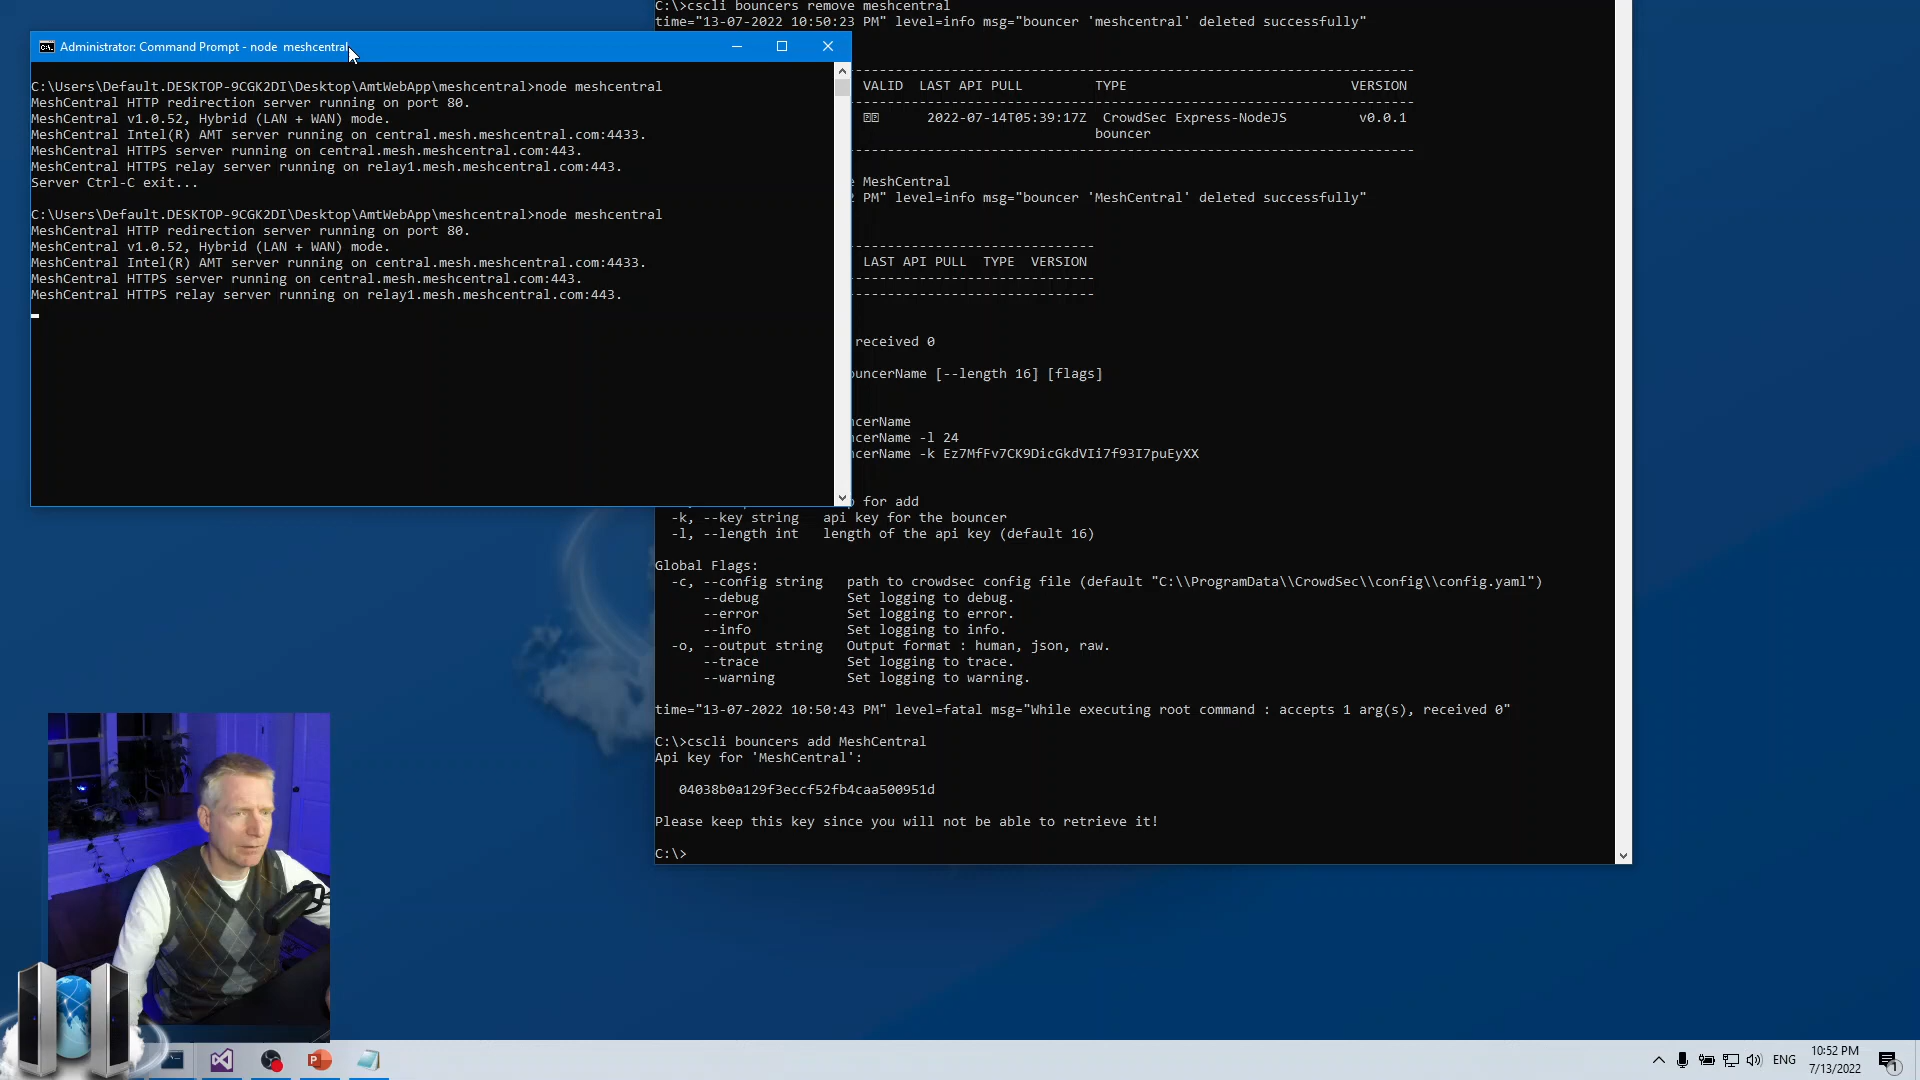 Administrator: Command Prompt - node  meshcentral
C:\Users\Default.DESKTOP-9CGK2DI\Desktop\AmtWebApp\meshcentral>node meshcentral
MeshCentral HTTP redirection server running on port 80.
MeshCentral v1.0.52, Hybrid (LAN + WAN) mode.
MeshCentral Intel(R) AMT server running on central.mesh.meshcentral.com:4433.
MeshCentral HTTPS server running on central.mesh.meshcentral.com:443.
MeshCentral HTTPS relay server running on relay1.mesh.meshcentral.com:443.
Server Ctrl-C exit...
C:\Users\Default.DESKTOP-9CGK2DI\Desktop\AmtWebApp\meshcentral>node meshcentral
MeshCentral HTTP redirection server running on port 80.
MeshCentral v1.0.52, Hybrid (LAN + WAN) mode.
MeshCentral Intel(R) AMT server running on central.mesh.meshcentral.com:4433.
MeshCentral HTTPS server running on central.mesh.meshcentral.com:443.
MeshCentral HTTPS relay server running on relay1.mesh.meshcentral.com:443.
C:\>cscli bouncers remove meshcentral
time="13-07-2022 10:50:23 PM" level=info msg="bouncer 'meshcentral' deleted successfully"
VALID  LAST API PULL  TYPE  VERSION
2022-07-14T05:39:17Z  CrowdSec Express-NodeJS  v0.0.1
bouncer
MeshCentral
PM" level=info msg="bouncer 'MeshCentral' deleted successfully"
LAST API PULL  TYPE  VERSION
received 0
ouncerName [--length 16] [flags]
ncerName
ncerName -l 24
ncerName -k Ez7MfFv7CK9DicGkdVIi7f93I7puEyXX
for add
-k, --key string   api key for the bouncer
-l, --length int   length of the api key (default 16)
Global Flags:
-c, --config string   path to crowdsec config file (default "C:\\ProgramData\\CrowdSec\\config\\config.yaml")
--debug           Set logging to debug.
--error           Set logging to error.
--info            Set logging to info.
-o, --output string   Output format : human, json, raw.
--trace           Set logging to trace.
--warning         Set logging to warning.
time="13-07-2022 10:50:43 PM" level=fatal msg="While executing root command : accepts 1 arg(s), received 0"
C:\>cscli bouncers add MeshCentral
Api key for 'MeshCentral':
04038b0a129f3eccf52fb4caa500951d
Please keep this key since you will not be able to retrieve it!
C:\>
ENG
10:52 PM
7/13/2022
1